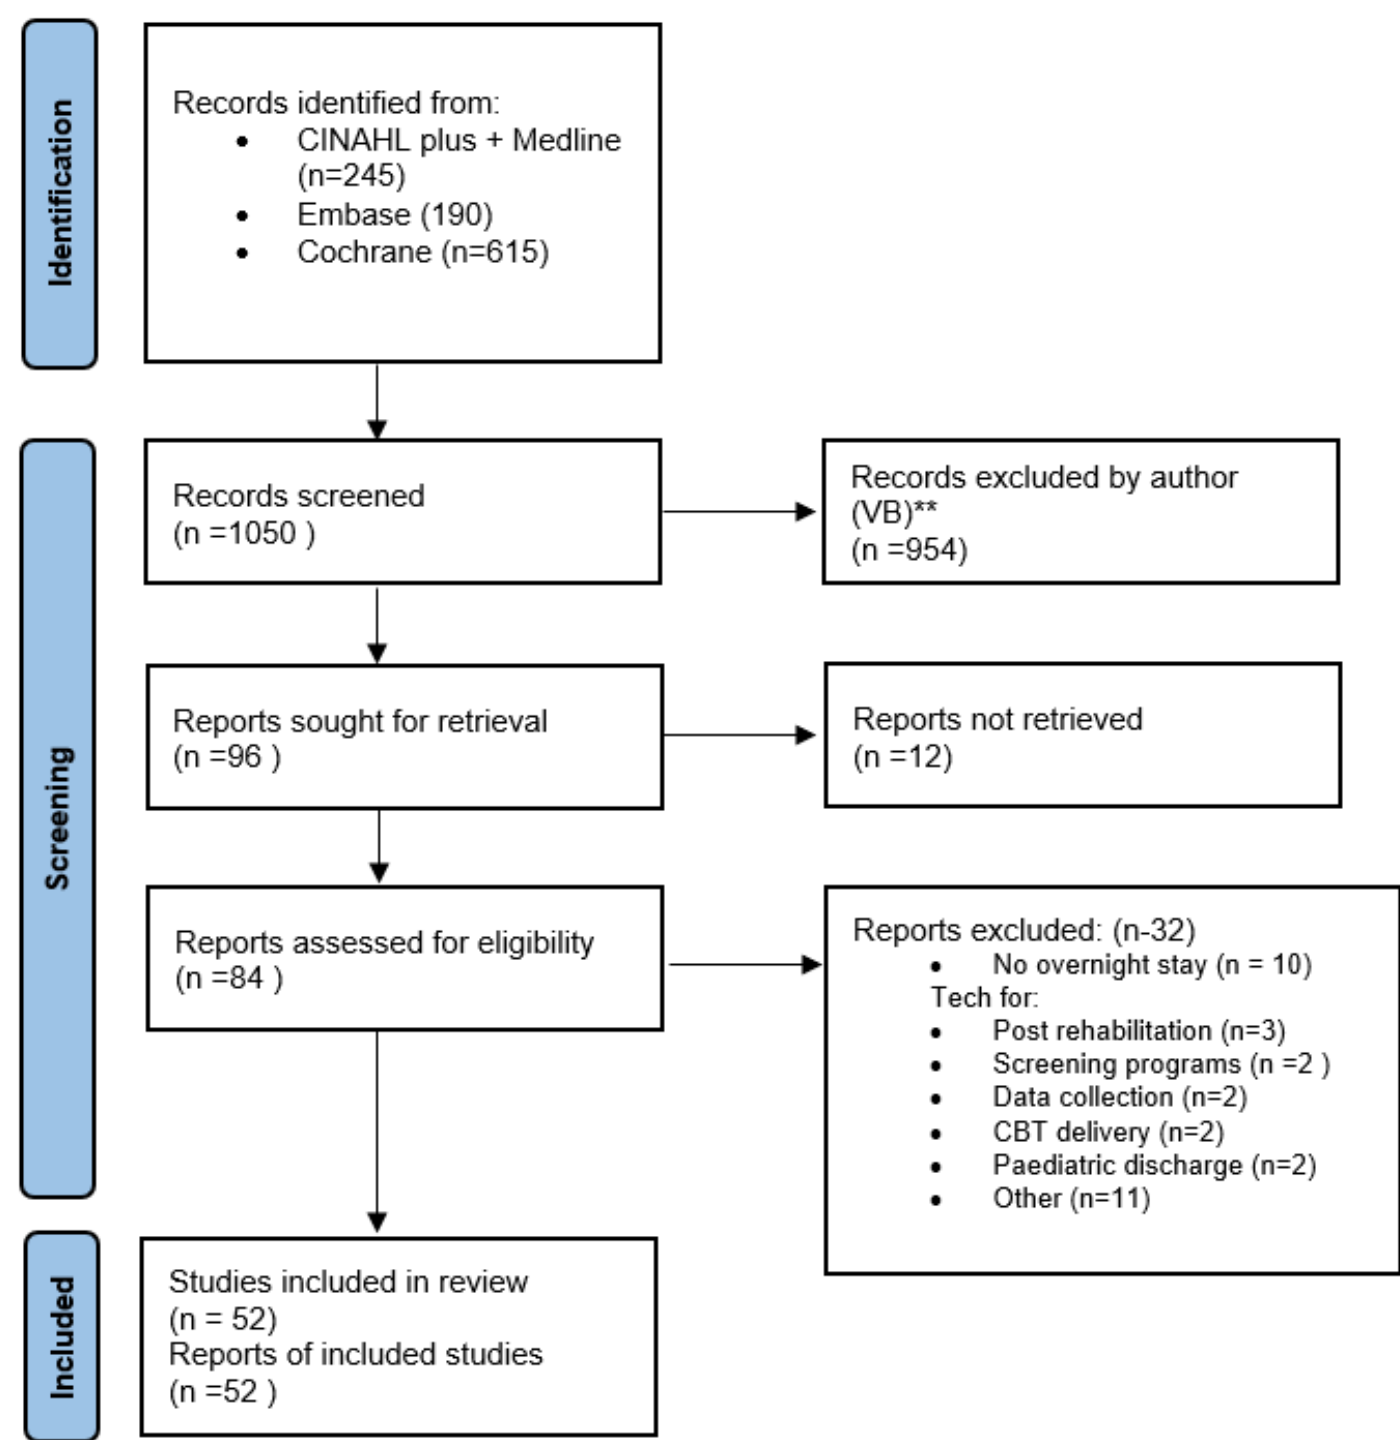 Identification
Records identified from:
• CINAHL plus + Medline
(n=245)
• Embase (190)
• Cochrane (n=615)
Screening
Records screened
(n =1050 )
Records excluded by author
(VB)**
(n =954)
Reports sought for retrieval
(n =96 )
Reports not retrieved
(n =12)
Reports assessed for eligibility
(n =84 )
Reports excluded: (n-32)
• No overnight stay (n = 10)
Tech for:
• Post rehabilitation (n=3)
• Screening programs (n =2 )
• Data collection (n=2)
• CBT delivery (n=2)
• Paediatric discharge (n=2)
• Other (n=11)
Included
Studies included in review
(n = 52)
Reports of included studies
(n =52 )